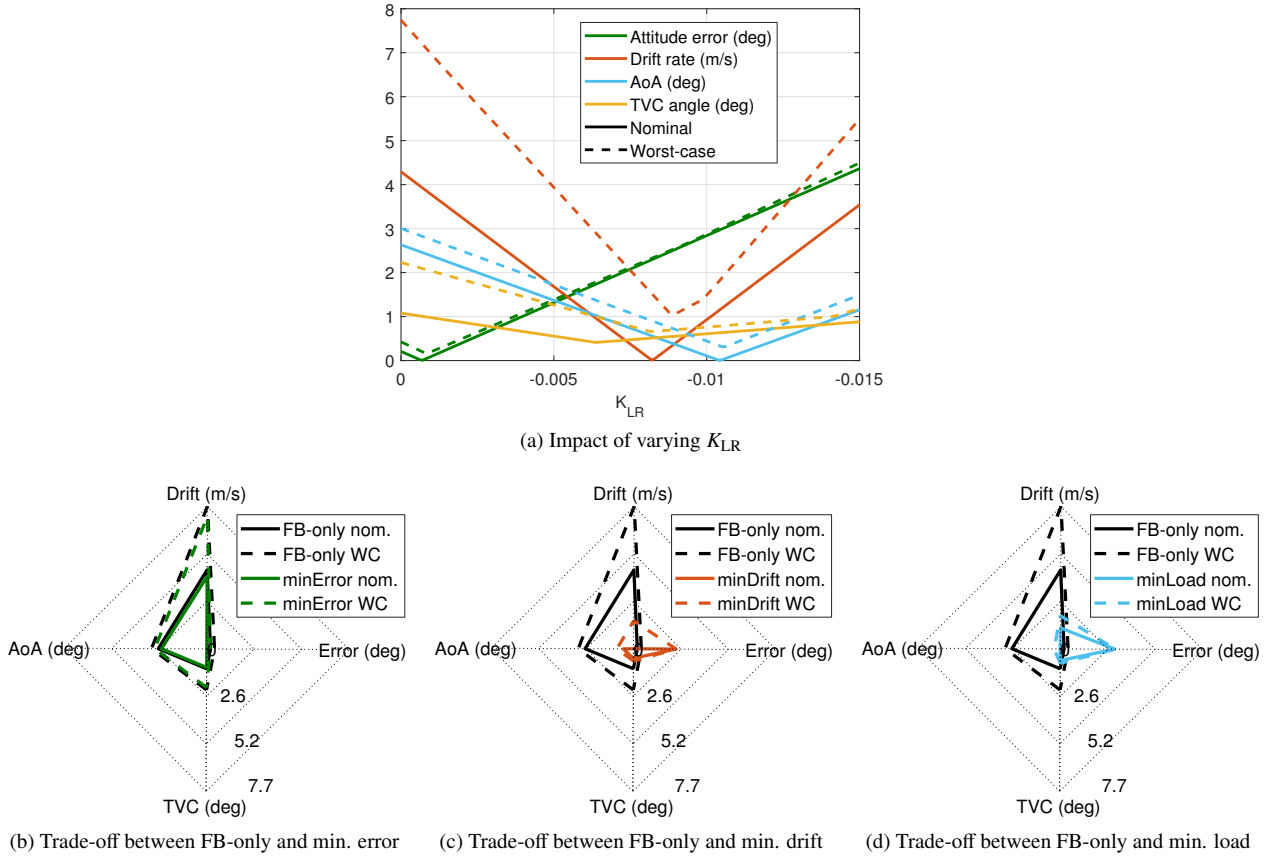 8
7
6
5
4
3
2
1
0
0
-0.005
-0.01
-0.015
K_LR
Attitude error (deg)
Drift rate (m/s)
AoA (deg)
TVC angle (deg)
Nominal
Worst-case
(a) Impact of varying K_LR
Drift (m/s)
FB-only nom.
FB-only WC
minError nom.
minError WC
AoA (deg)
0
Error (deg)
2.6
5.2
7.7
TVC (deg)
(b) Trade-off between FB-only and min. error
Drift (m/s)
FB-only nom.
FB-only WC
minDrift nom.
minDrift WC
AoA (deg)
Error (deg)
2.6
5.2
7.7
TVC (deg)
(c) Trade-off between FB-only and min. drift
Drift (m/s)
FB-only nom.
FB-only WC
minLoad nom.
minLoad WC
AoA (deg)
Error (deg)
2.6
5.2
7.7
TVC (deg)
(d) Trade-off between FB-only and min. load